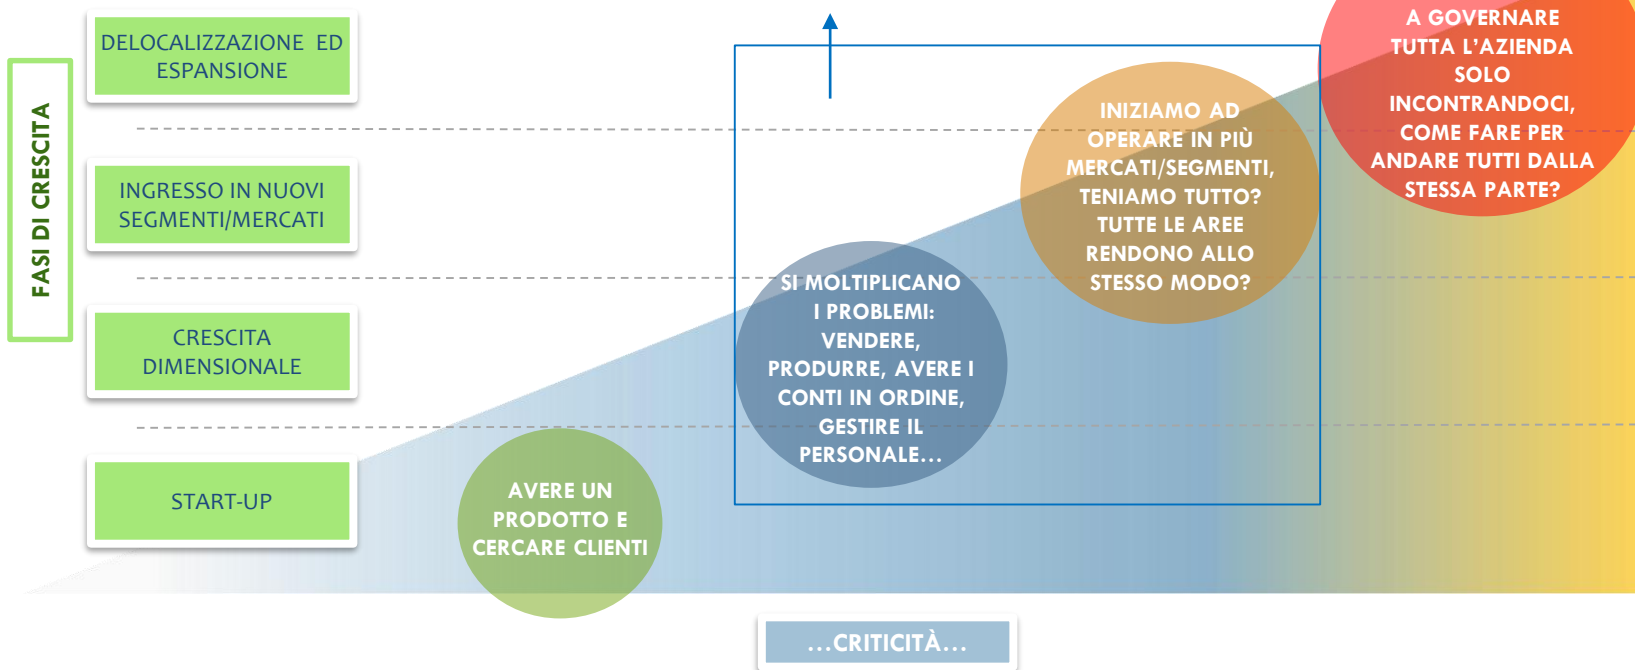 FASI DI CRESCITA
DELOCALIZZAZIONE ED
ESPANSIONE
INGRESSO IN NUOVI
SEGMENTI/MERCATI
CRESCITA
DIMENSIONALE
START-UP
AVERE UN
PRODOTTO E
CERCARE CLIENTI
SI MOLTIPLICANO
I PROBLEMI:
VENDERE,
PRODURRE, AVERE I
CONTI IN ORDINE,
GESTIRE IL
PERSONALE…
INIZIAMO AD
OPERARE IN PIÙ
MERCATI/SEGMENTI,
TENIAMO TUTTO?
TUTTE LE AREE
RENDONO ALLO
STESSO MODO?
A GOVERNARE
TUTTA L’AZIENDA
SOLO
INCONTRANDOCI,
COME FARE PER
ANDARE TUTTI DALLA
STESSA PARTE?
…CRITICITÀ…